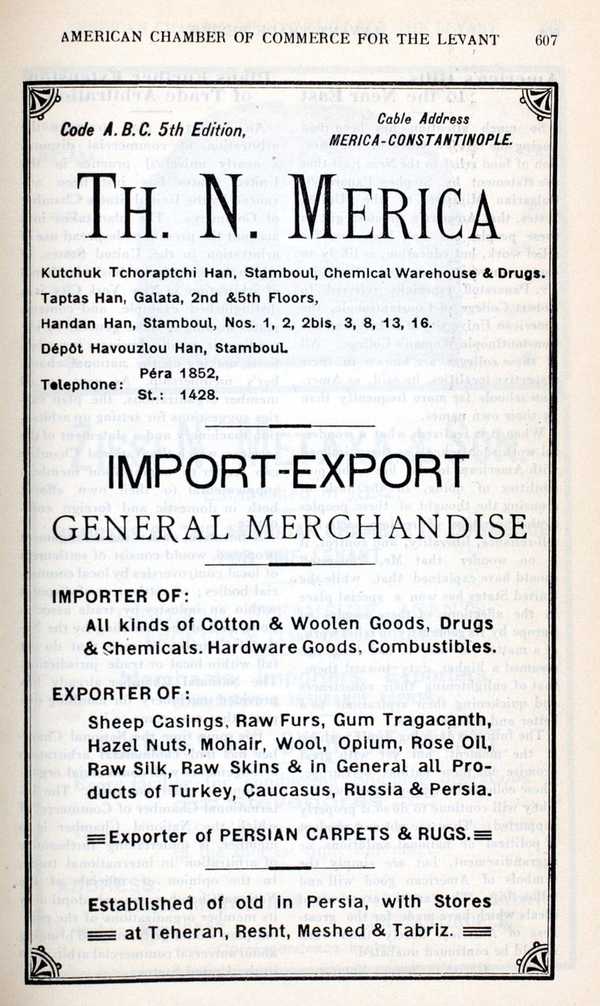 AMERICAN CHAMBER OF COMMERCE FOR THE LEVANT 607
Code A.B.C. 5th Edition,
Cable Address
MERICA-CONSTANTINOPLE.
TH. N. MERICA
Kutchuk Tchoraptchi Han, Stamboul, Chemical Warehouse & Drugs.
Taptas Han, Galata, 2nd &5th Floors,
Handan Han, Stamboul, Nos. 1, 2, 2bis, 3, 8, 13, 16.
Dépôt Havouzlou Han, Stamboul.
Telephone: Péra 1852,
St.: 1428.
IMPORT-EXPORT
GENERAL MERCHANDISE
IMPORTER OF:
All kinds of Cotton & Woolen Goods, Drugs
& Chemicals. Hardware Goods, Combustibles.
EXPORTER OF:
Sheep Casings, Raw Furs, Gum Tragacanth,
Hazel Nuts, Mohair, Wool, Opium, Rose Oil,
Raw Silk, Raw Skins & in General all Pro-
ducts of Turkey, Çaucasus, Russia & Persia.
Exporter of PERSIAN CARPETS & RUGS.
Established of old in Persia, with Stores
at Teheran, Resht, Meshed & Tabriz.